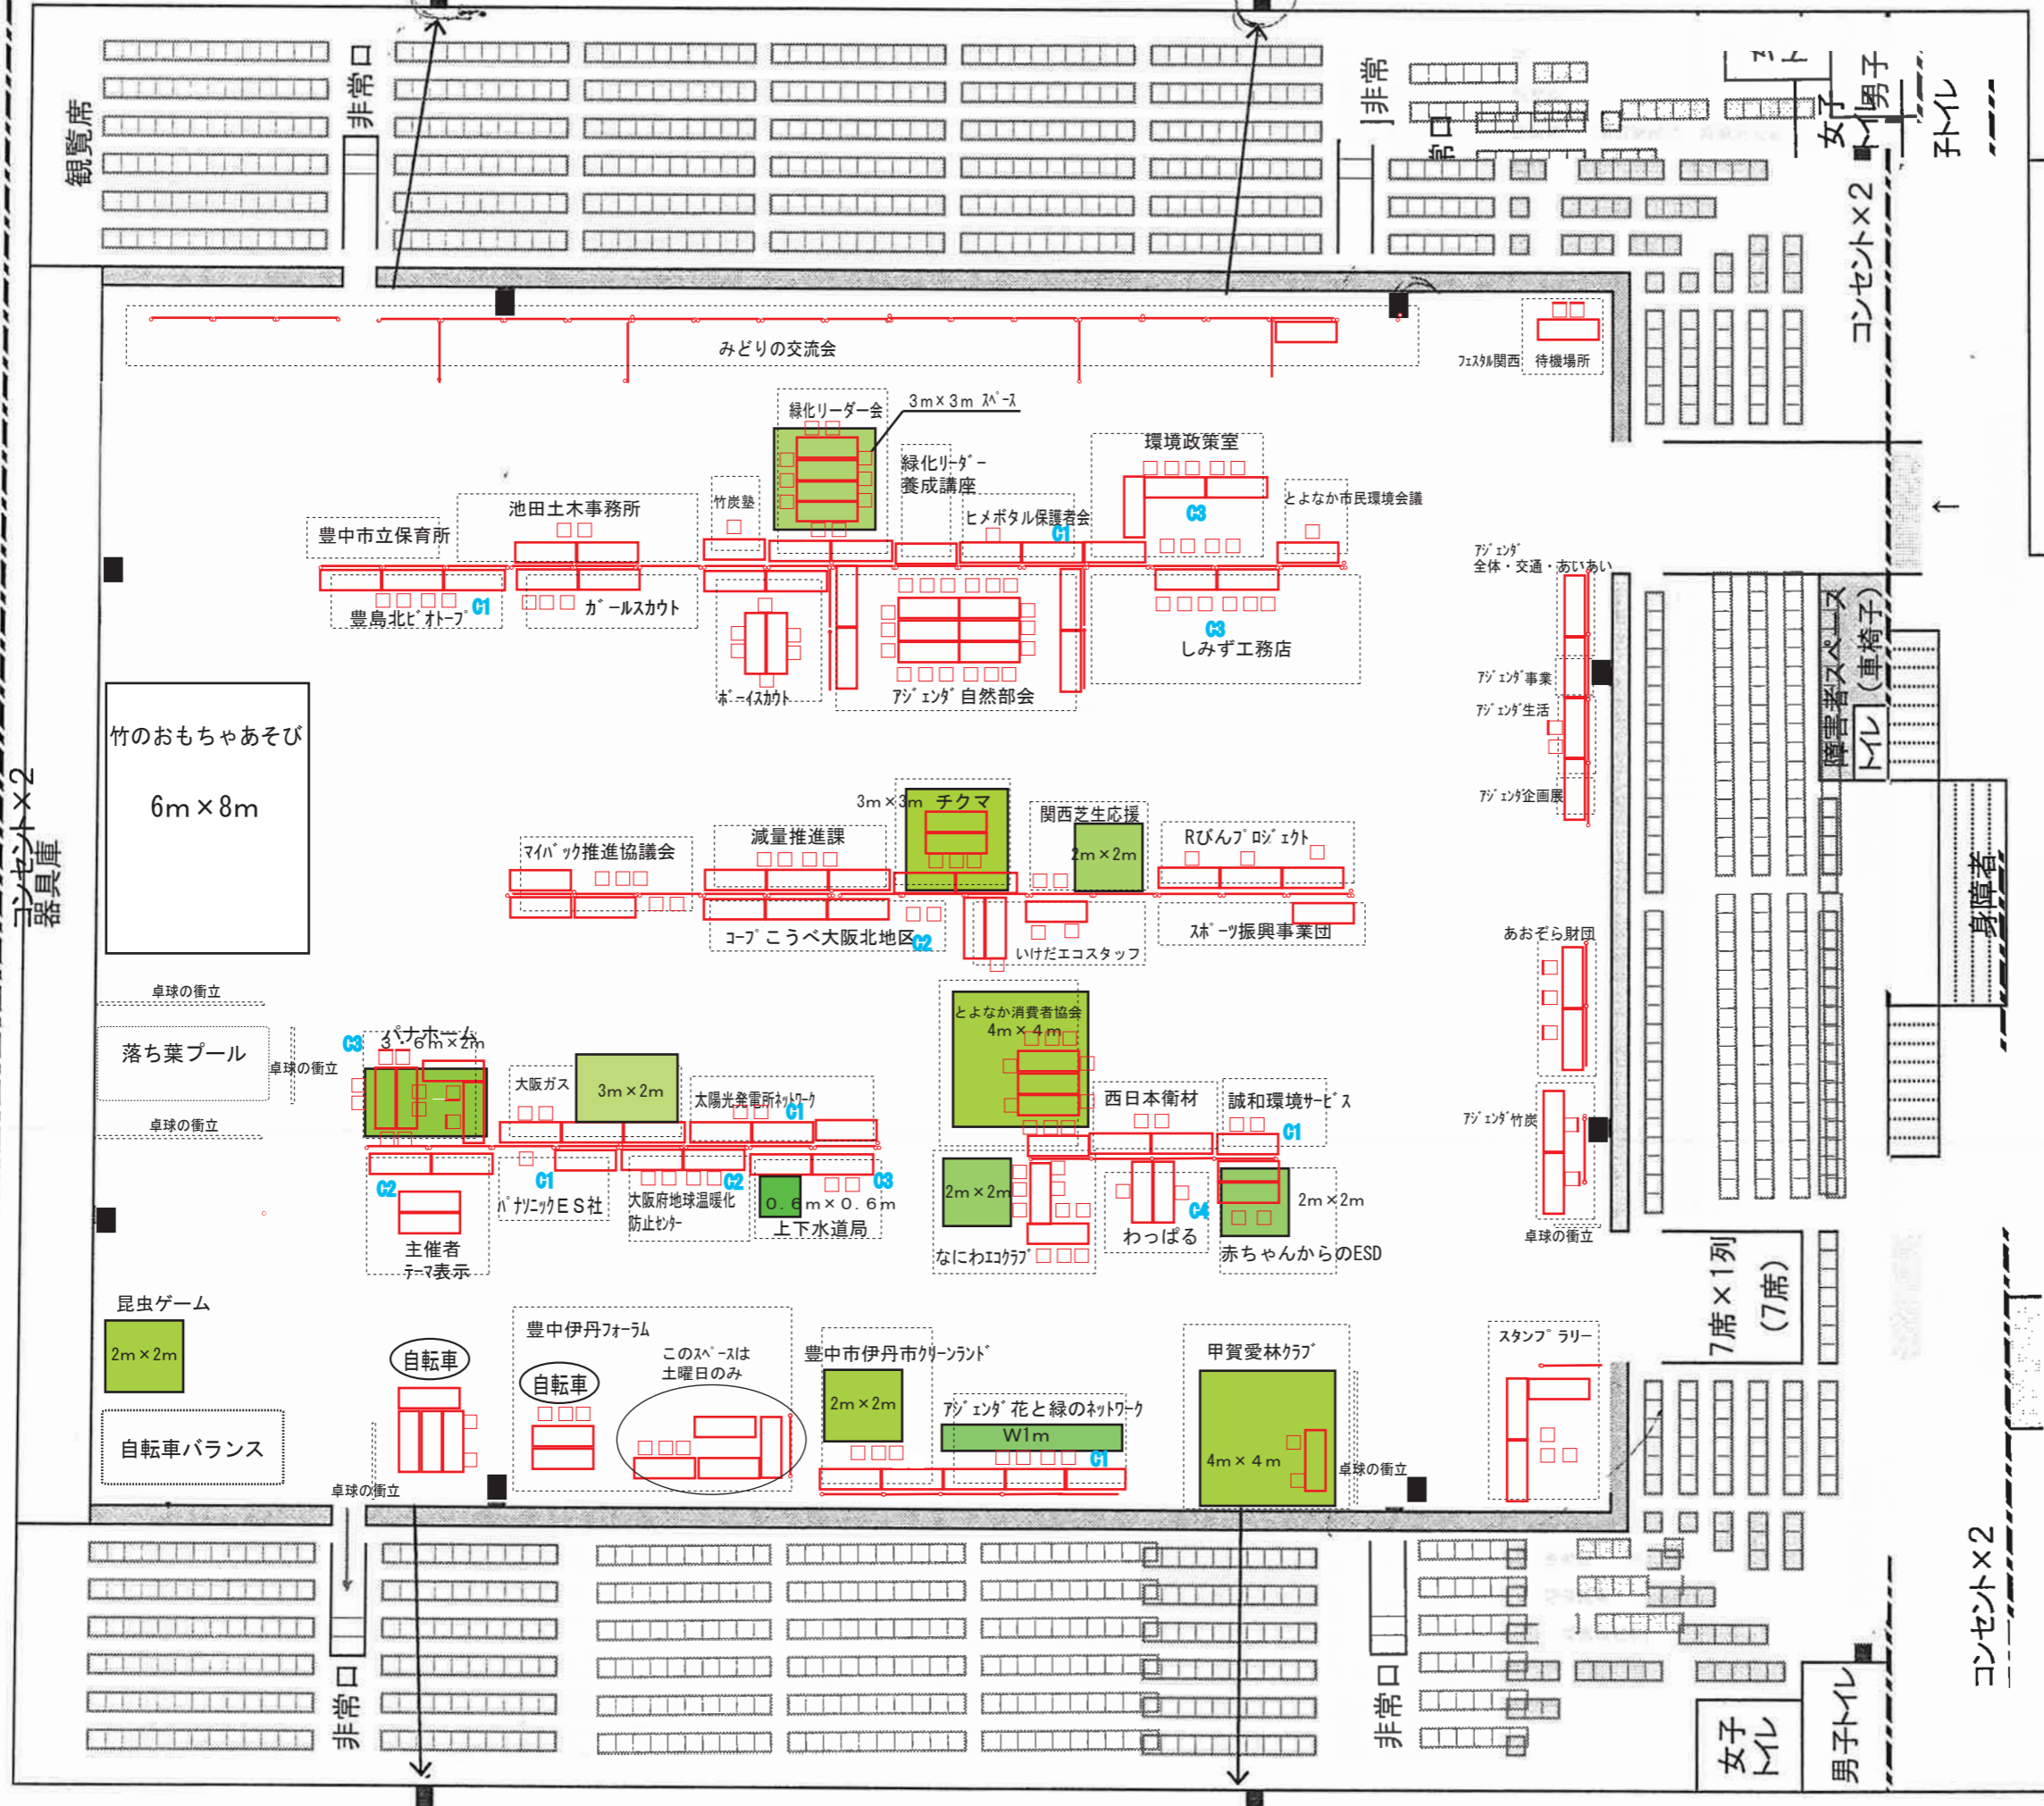 観覧席
非常口
非常
常口
女子
トイレ
男子
子トイレ
コンセント×2
みどりの交流会
フェスタル関西
待機場所
緑化リーダー会
3m×3m スペース
緑化リーダー
養成講座
環境政策室
C3
竹炭塾
池田土木事務所
豊中市立保育所
ヒメボタル保護者会
C1
とよなか市民環境会議
豊島北ビオトープ
C1
ガールスカウト
ボーイスカウト
アジェンダ自然部会
C3
しみず工務店
アジェンダ
全体・交通・あいあい
アジェンダ事業
アジェンダ生活
アジェンダ企画展
障害者スペース
トイレ
(車椅子)
身障者
↑
竹のおもちゃあそび
6m×8m
コンセント×2
器具庫
マイバック推進協議会
減量推進課
3m×3m
チクマ
関西芝生応援
2m×2m
Rびんプロジェクト
コープこうべ大阪北地区
C2
いけだエコスタッフ
スポーツ振興事業団
あおぞら財団
卓球の衝立
落ち葉プール
卓球の衝立
卓球の衝立
C3
パナホーム
3.6m×2m
大阪ガス
3m×2m
太陽光発電所ネットワーク
C1
とよなか消費者協会
4m×4m
西日本衛材
誠和環境サービス
C1
アジェンダ竹炭
卓球の衝立
C2
主催者
テーマ表示
C1
パナソニックES社
C2
大阪府地球温暖化
防止センター
C3
0.6m×0.6m
上下水道局
2m×2m
なにわエコクラブ
C4
わっぱる
2m×2m
赤ちゃんからのESD
昆虫ゲーム
2m×2m
自転車
自転車バランス
卓球の衝立
豊中伊丹フォーラム
自転車
このスペースは
土曜日のみ
豊中市伊丹市クリーンランド
2m×2m
アジェンダ花と緑のネットワーク
W1m
C1
甲賀愛林クラブ
4m×4m
卓球の衝立
スタンプラリー
7席×1列
(7席)
非常口
非常口
女子
トイレ
男子トイレ
コンセント×2